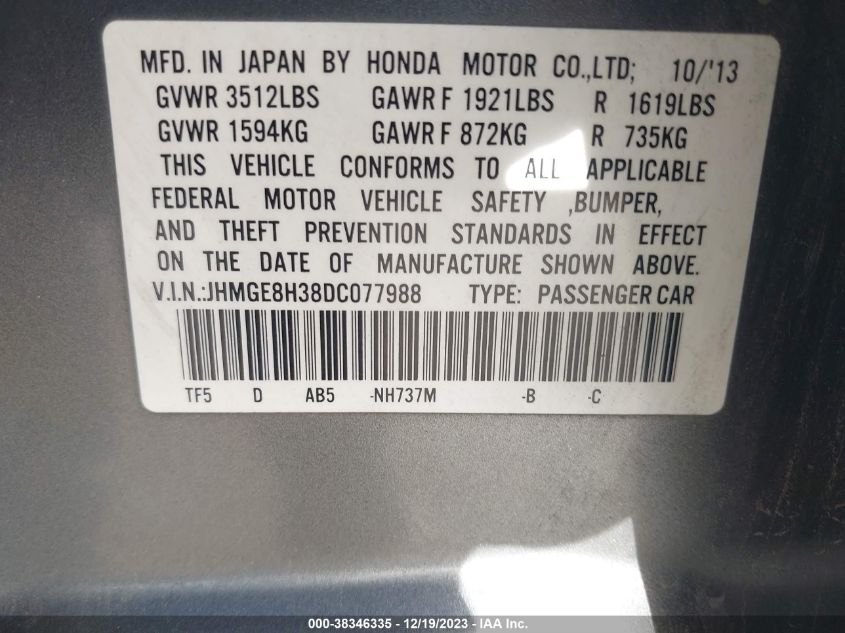 MFD. IN JAPAN BY HONDA MOTOR CO.,LTD; 10/'13
GVWR 3512LBS GAWR F 1921LBS R 1619LBS
GVWR 1594KG GAWR F 872KG R 735KG
THIS VEHICLE CONFORMS TO ALL APPLICABLE
FEDERAL MOTOR VEHICLE SAFETY ,BUMPER,
AND THEFT PREVENTION STANDARDS IN EFFECT
ON THE DATE OF MANUFACTURE SHOWN ABOVE.
V.I.N.:JHMGE8H38DC077988 TYPE: PASSENGER CAR
TF5 D AB5 -NH737M -B -C
000-38346335 - 12/19/2023 - IAA Inc.